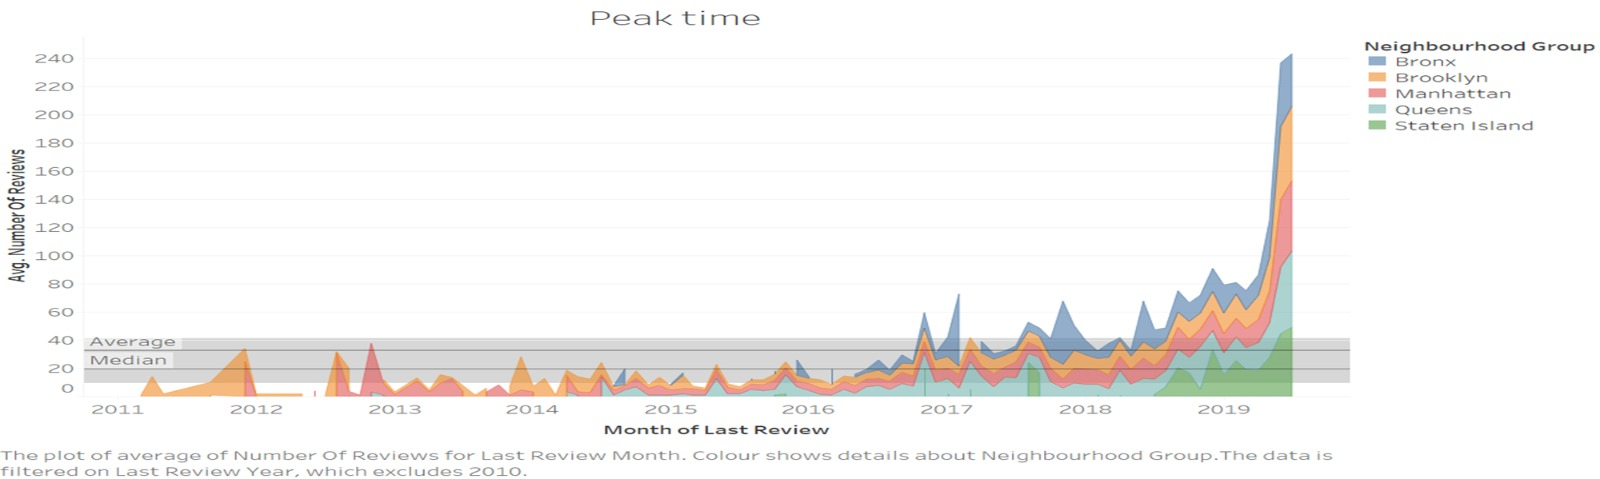 Peak time
Neighbourhood Group
Bronx
Brooklyn
Manhattan
Queens
Staten Island
Avg. Number Of Reviews
240
220
200
180
160
140
120
100
80
60
40
20
0
Average
Median
2011 2012 2013 2014 2015 2016 2017 2018 2019
Month of Last Review
The plot of average of Number Of Reviews for Last Review Month. Colour shows details about Neighbourhood Group.The data is
filtered on Last Review Year, which excludes 2010.